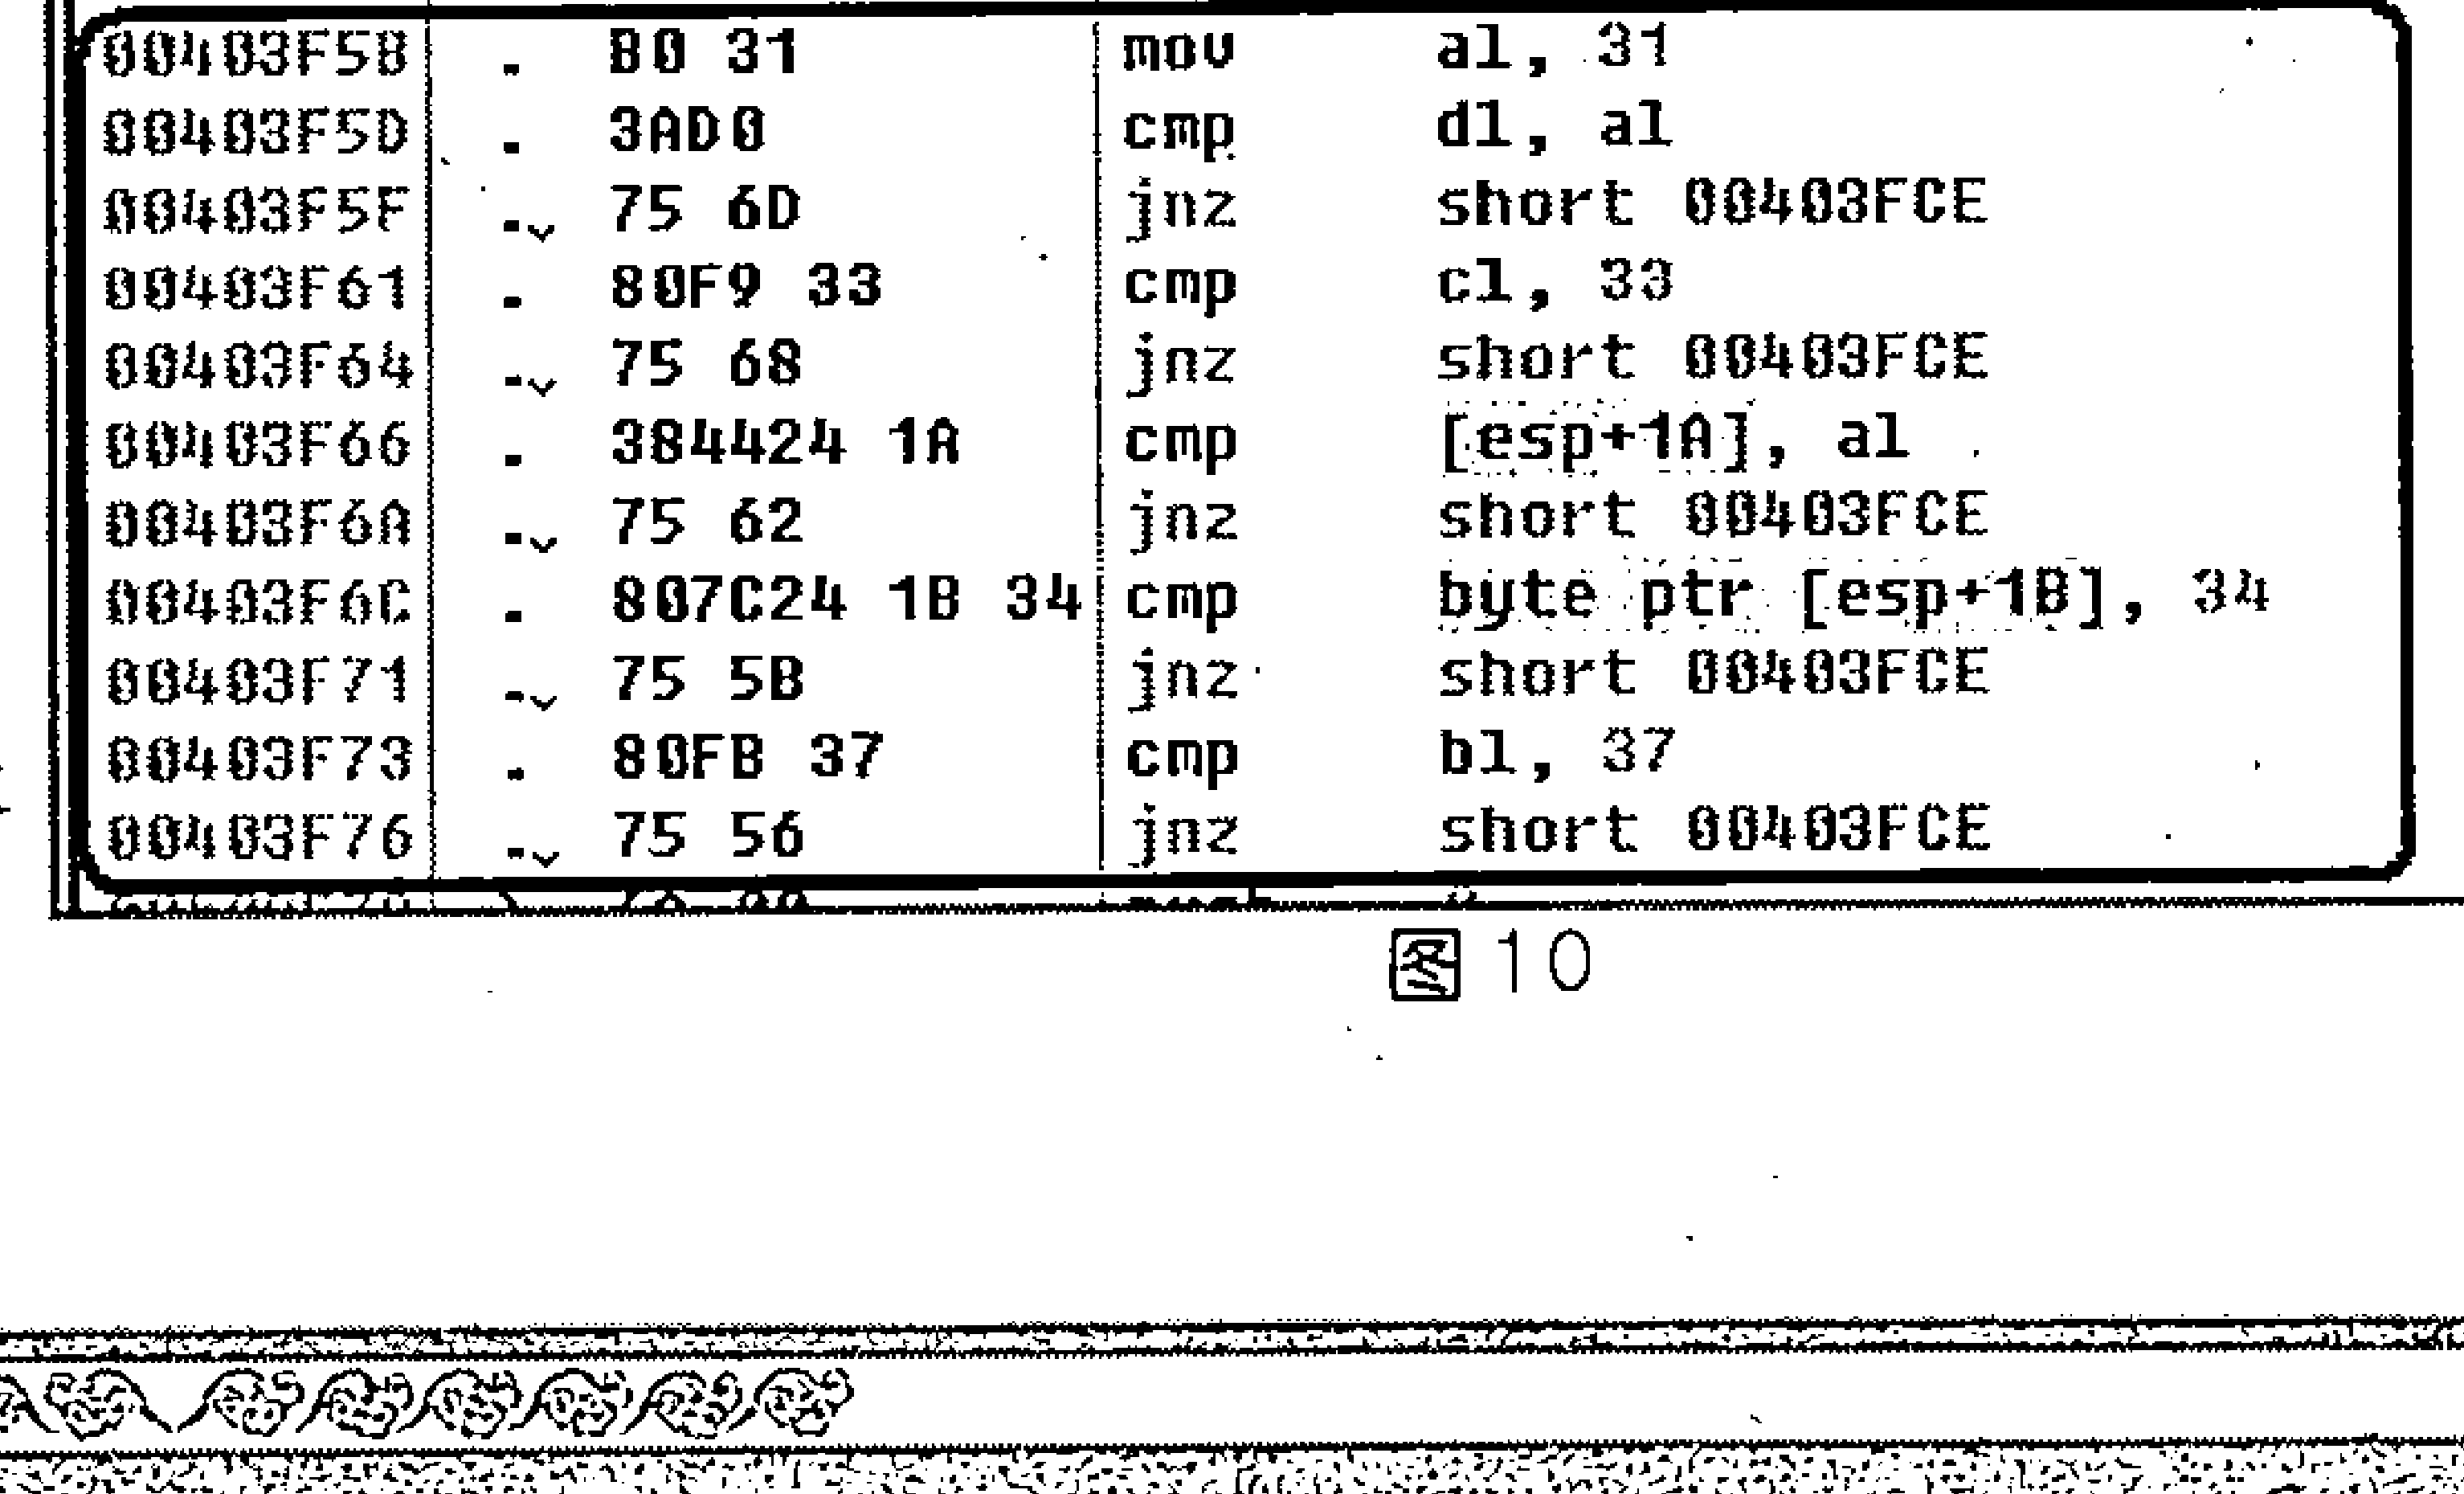 00403F5B . B0 31 mov al, 31
00403F5D . 3AD0 cmp dl, al
00403F5F .ˇ 75 6D jnz short 00403FCE
00403F61 . 80F9 33 cmp cl, 33
00403F64 .ˇ 75 68 jnz short 00403FCE
00403F66 . 384424 1A cmp [esp+1A], al
00403F6A .ˇ 75 62 jnz short 00403FCE
00403F6C . 807C24 1B 34 cmp byte ptr [esp+1B], 34
00403F71 .ˇ 75 5B jnz short 00403FCE
00403F73 . 80FB 37 cmp bl, 37
00403F76 .ˇ 75 56 jnz short 00403FCE
图10